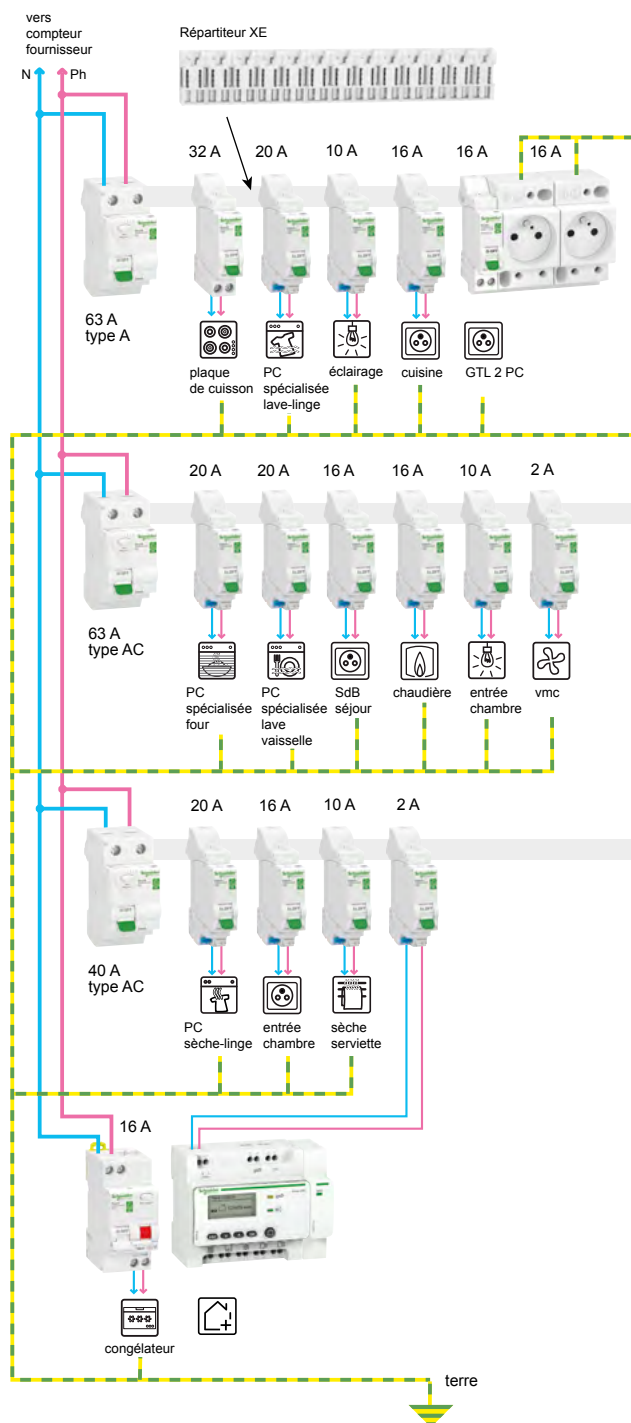 vers
compteur
fournisseur
N
Ph
Répartiteur XE
32 A
20 A
10 A
16 A
16 A
16 A
63 A
type A
plaque
de cuisson
PC
spécialisée
lave-linge
éclairage
cuisine
GTL 2 PC
20 A
20 A
16 A
16 A
10 A
2 A
63 A
type AC
PC
spécialisée
four
PC
spécialisée
lave
vaisselle
SdB
séjour
chaudière
entrée
chambre
vmc
20 A
16 A
10 A
2 A
40 A
type AC
PC
sèche-linge
entrée
chambre
sèche
serviette
16 A
congélateur
terre